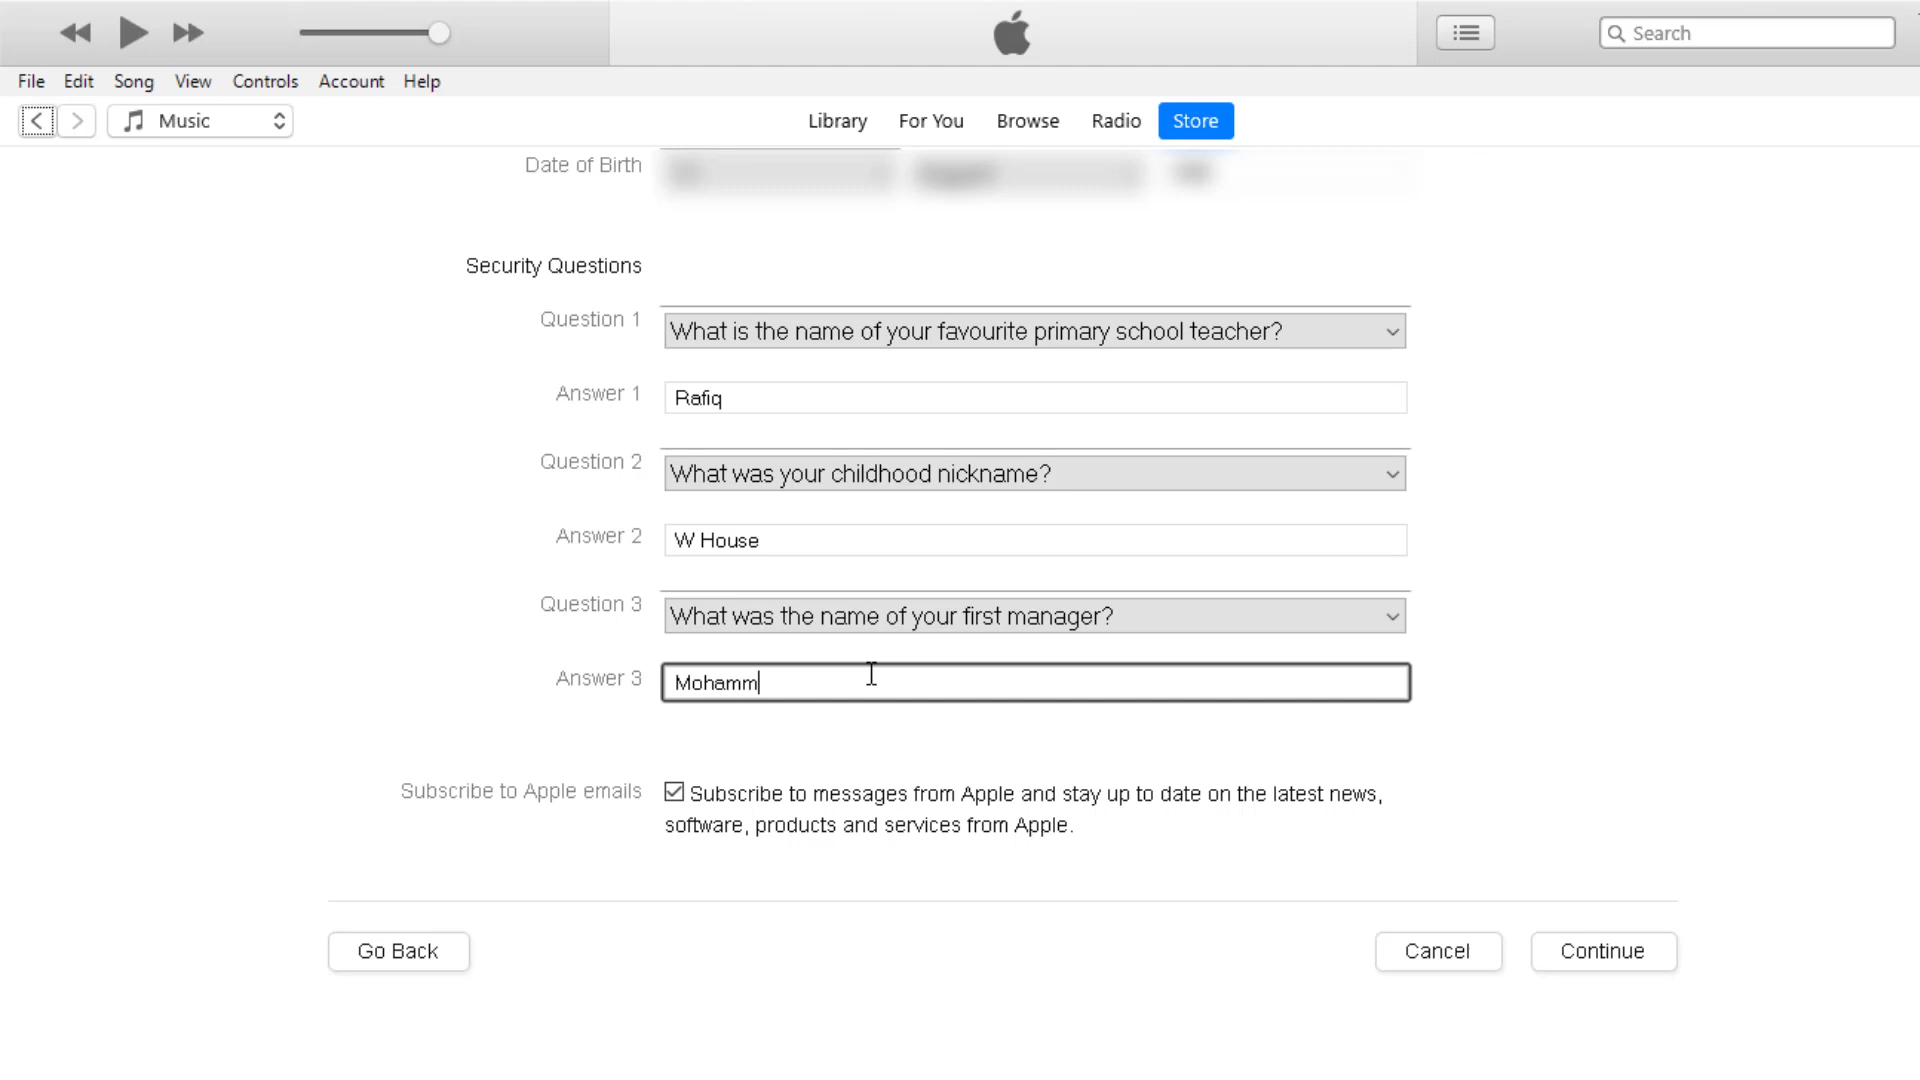 Search
File Edit Song View Controls Account Help
Music Library For You Browse Radio Store
Date of Birth
Security Questions
Question 1 What is the name of your favourite primary school teacher?
Answer 1 Rafiq
Question 2 What was your childhood nickname?
Answer 2 W House
Question 3 What was the name of your first manager?
Answer 3 Mohamm
Subscribe to Apple emails Subscribe to messages from Apple and stay up to date on the latest news,
software, products and services from Apple.
Go Back Cancel Continue